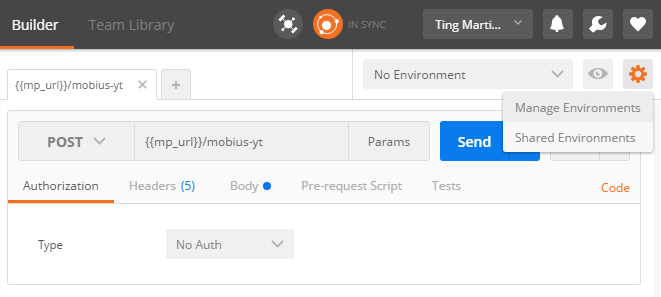 Builder Team Library IN SYNC Ting Marti...
{{mp_url}}/mobius-yt × + No Environment
Manage Environments
Shared Environments
POST {{mp_url}}/mobius-yt Params Send
Authorization Headers (5) Body Pre-request Script Tests Code
Type No Auth